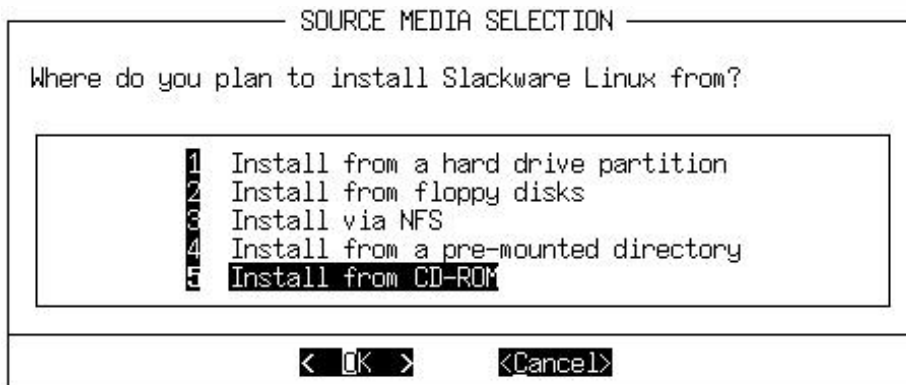 SOURCE MEDIA SELECTION
Where do you plan to install Slackware Linux from?
1 Install from a hard drive partition
2 Install from floppy disks
3 Install via NFS
4 Install from a pre-mounted directory
5 Install from CD-ROM
< OK > <Cancel>